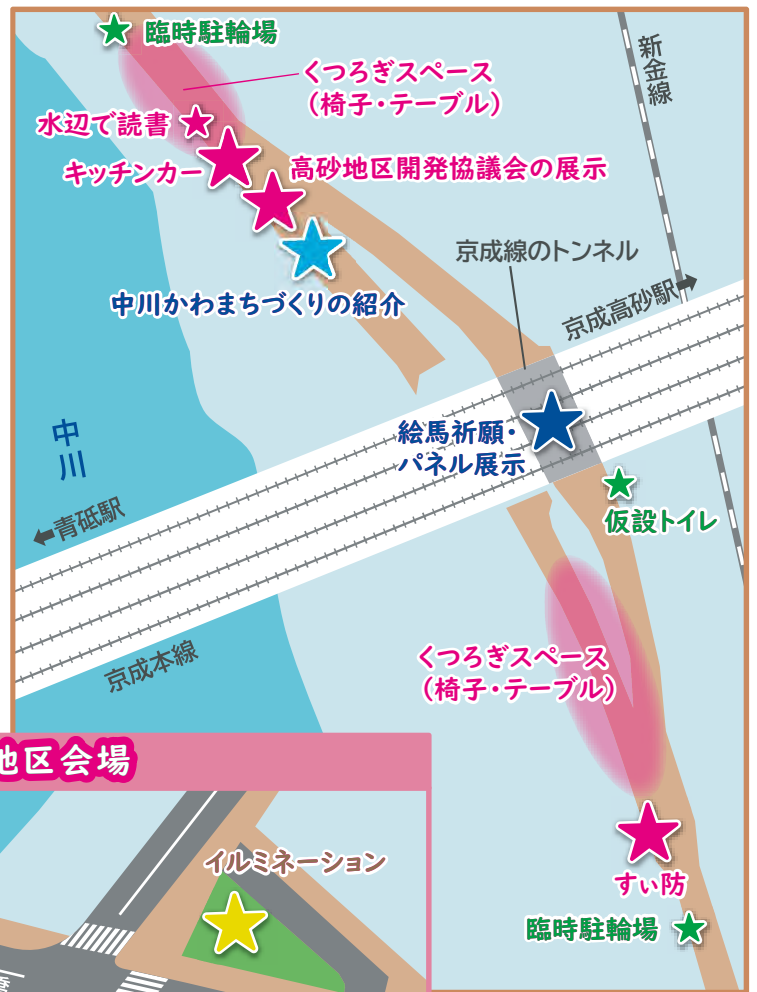 臨時駐輪場
新金線
くつろぎスペース
(椅子・テーブル)
水辺で読書
キッチンカー
高砂地区開発協議会の展示
京成線のトンネル
京成高砂駅➡
中川かわまちづくりの紹介
絵馬祈願・
パネル展示
中川
⬅青砥駅
仮設トイレ
京成本線
くつろぎスペース
(椅子・テーブル)
地区会場
イルミネーション
すぃ防
臨時駐輪場